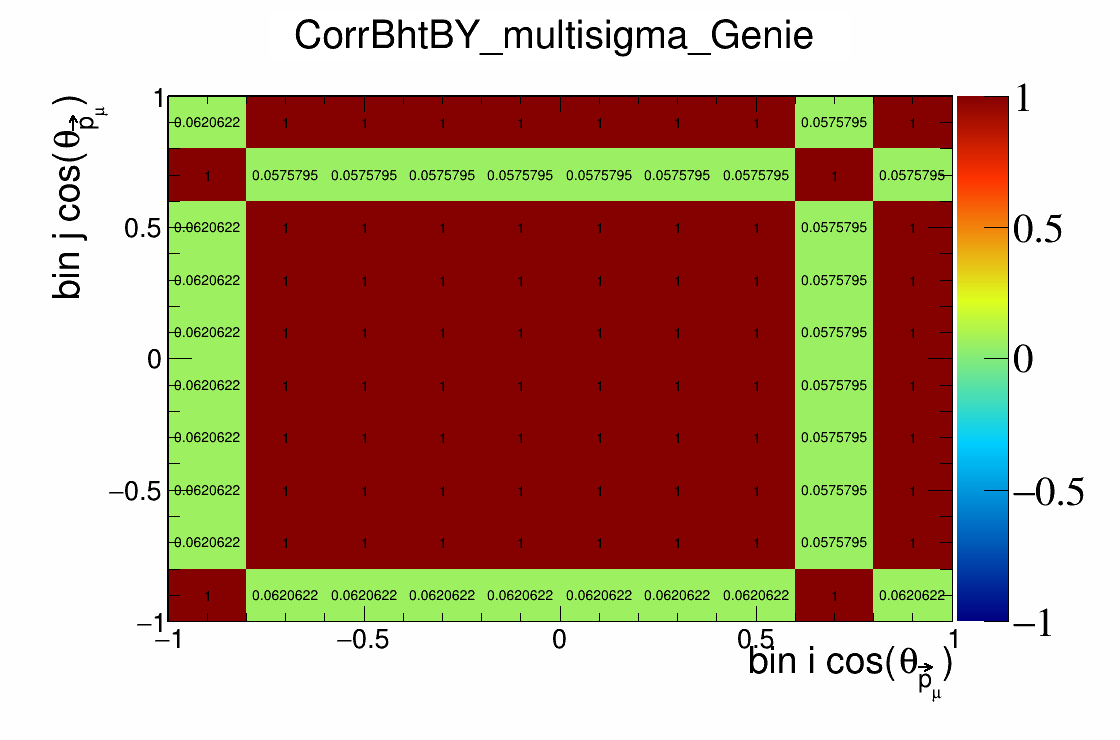 CorrBhtBY_multisigma_Genie
bin j cos(θ_p⃗_μ)
1
0.5
0
−0.5
−1
0.0620622 1 1 1 1 1 1 1 0.0575795 1
1 0.0575795 0.0575795 0.0575795 0.0575795 0.0575795 0.0575795 0.0575795 1 0.0575795
0.0620622 1 1 1 1 1 1 1 0.0575795 1
0.0620622 1 1 1 1 1 1 1 0.0575795 1
0.0620622 1 1 1 1 1 1 1 0.0575795 1
0.0620622 1 1 1 1 1 1 1 0.0575795 1
0.0620622 1 1 1 1 1 1 1 0.0575795 1
0.0620622 1 1 1 1 1 1 1 0.0575795 1
0.0620622 1 1 1 1 1 1 1 0.0575795 1
1 0.0620622 0.0620622 0.0620622 0.0620622 0.0620622 0.0620622 0.0620622 1 0.0620622
−1 −0.5 0 0.5 1
bin i cos(θ_p⃗_μ)
1
0.5
0
−0.5
−1